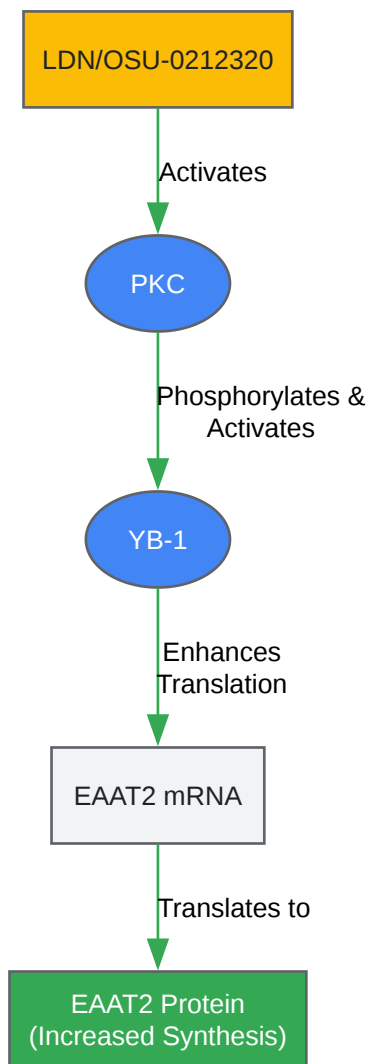 LDN/OSU-0212320
Activates
PKC
Phosphorylates &
Activates
YB-1
Enhances
Translation
EAAT2 mRNA
Translates to
EAAT2 Protein
(Increased Synthesis)